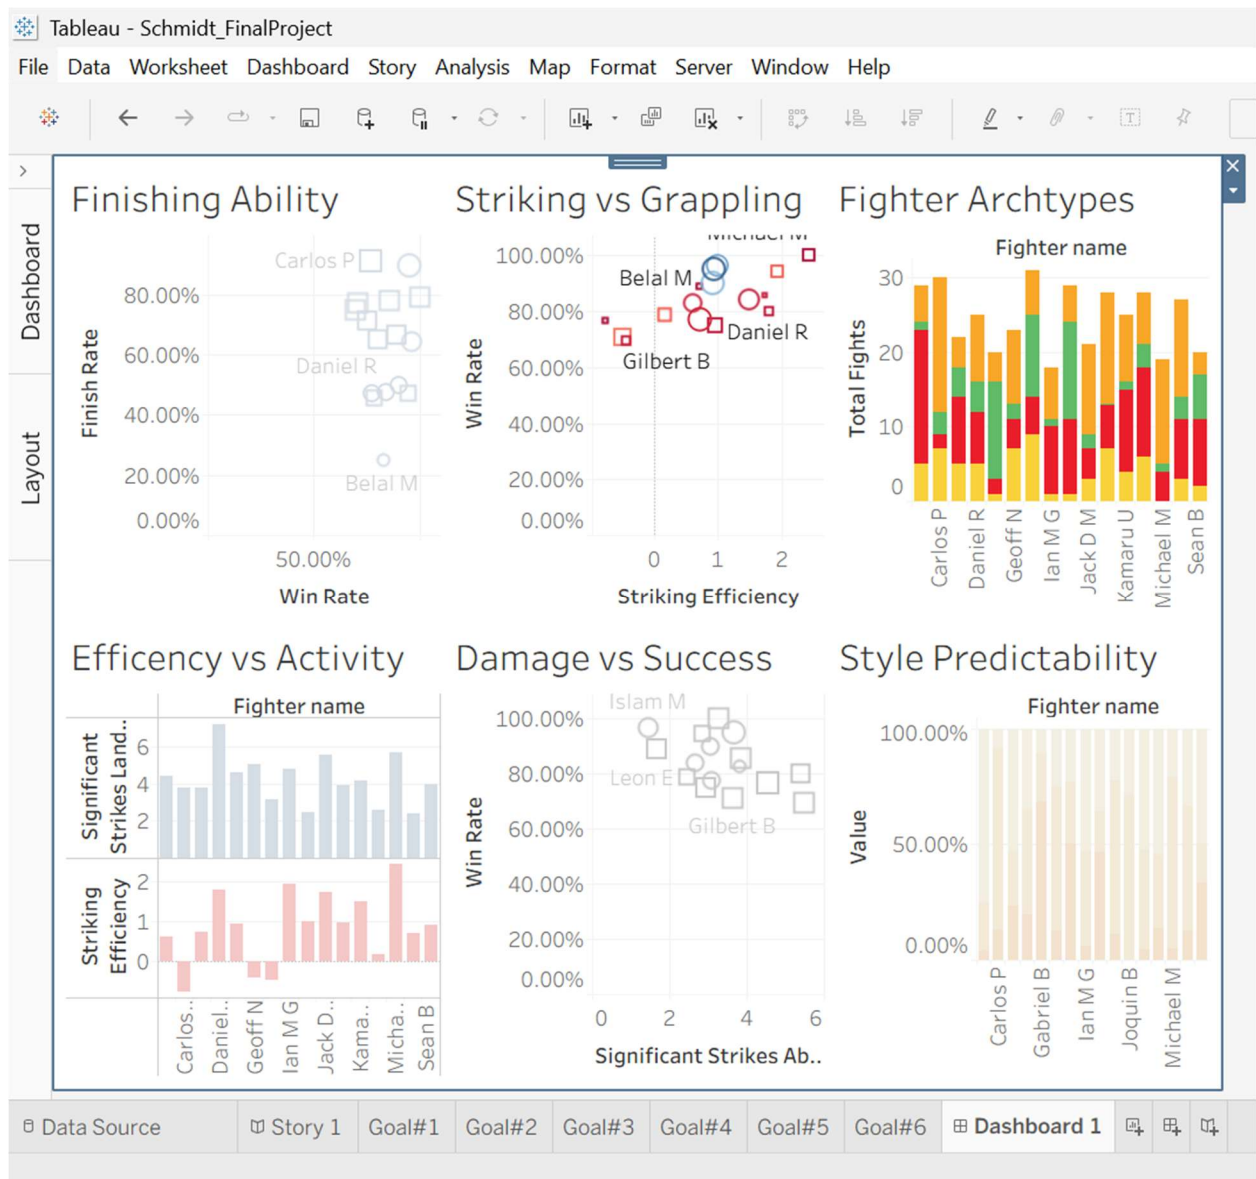 Tableau - Schmidt_FinalProject
File Data Worksheet Dashboard Story Analysis Map Format Server Window Help
Dashboard
Layout
Finishing Ability
Finish Rate
80.00%
60.00%
40.00%
20.00%
0.00%
Carlos P
Daniel R
Belal M
50.00%
Win Rate
Striking vs Grappling
Win Rate
100.00%
80.00%
60.00%
40.00%
20.00%
0.00%
Michael M
Belal M
Daniel R
Gilbert B
0 1 2
Striking Efficiency
Fighter Archtypes
Fighter name
Total Fights
30
20
10
0
Carlos P
Daniel R
Geoff N
Ian M G
Jack D M
Kamaru U
Michael M
Sean B
Efficency vs Activity
Fighter name
Significant
Strikes Land..
6
4
2
Striking
Efficiency
2
1
0
Carlos..
Daniel..
Geoff N
Ian M G
Jack D..
Kama..
Micha..
Sean B
Damage vs Success
Win Rate
100.00%
80.00%
60.00%
40.00%
20.00%
0.00%
Islam M
Leon E
Gilbert B
0 2 4 6
Significant Strikes Ab..
Style Predictability
Fighter name
Value
100.00%
50.00%
0.00%
Carlos P
Gabriel B
Ian M G
Joquin B
Michael M
Data Source Story 1 Goal#1 Goal#2 Goal#3 Goal#4 Goal#5 Goal#6 Dashboard 1